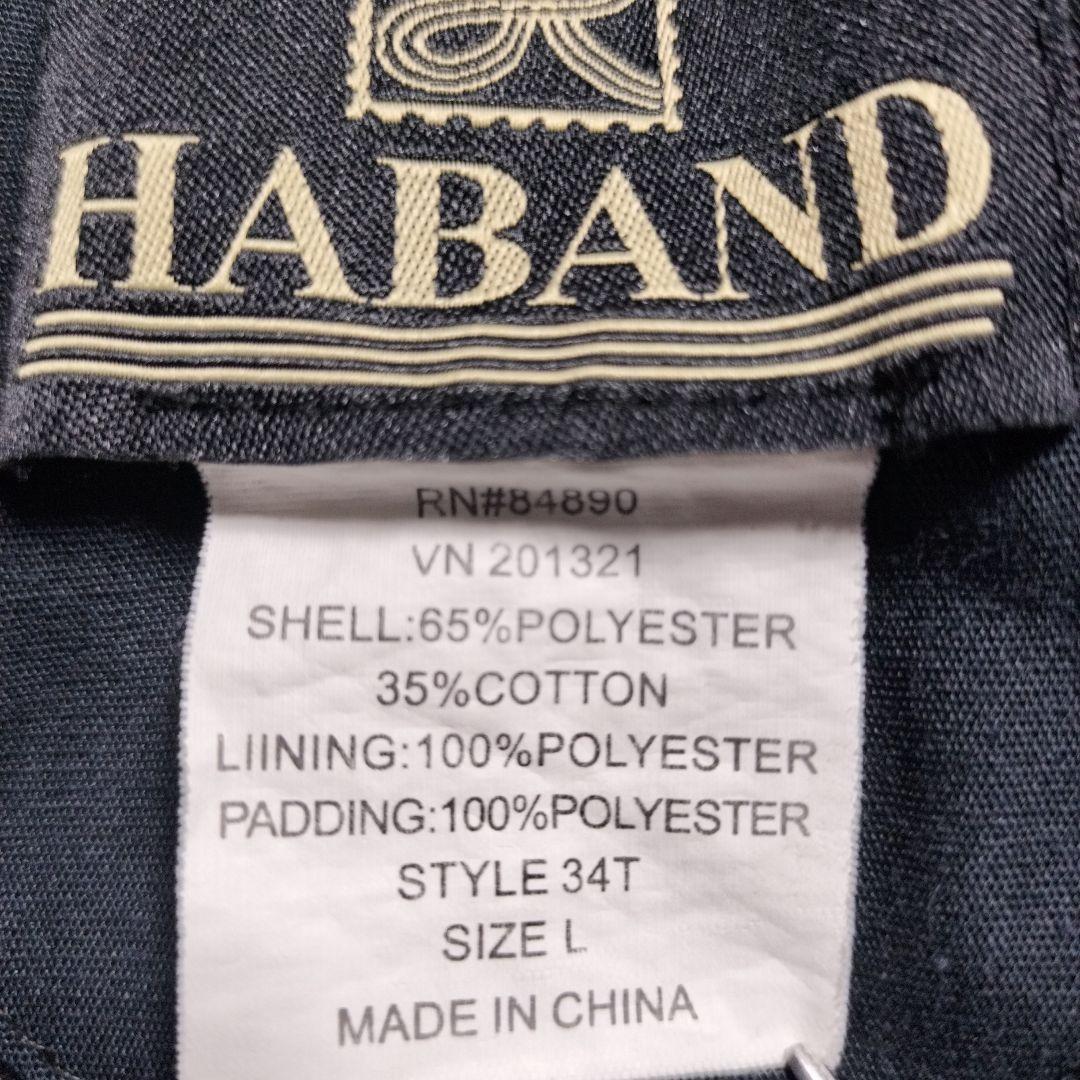 HABAND
RN#84890
VN 201321
SHELL:65%POLYESTER
35%COTTON
LIINING:100%POLYESTER
PADDING:100%POLYESTER
STYLE 34T
SIZE L
MADE IN CHINA